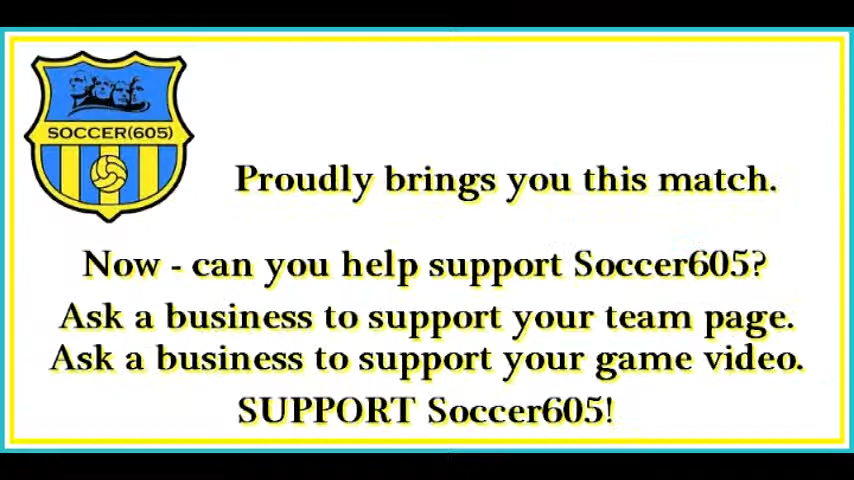 SOCCER(605)
Proudly brings you this match.
Now - can you help support Soccer605?
Ask a business to support your team page.
Ask a business to support your game video.
SUPPORT Soccer605!